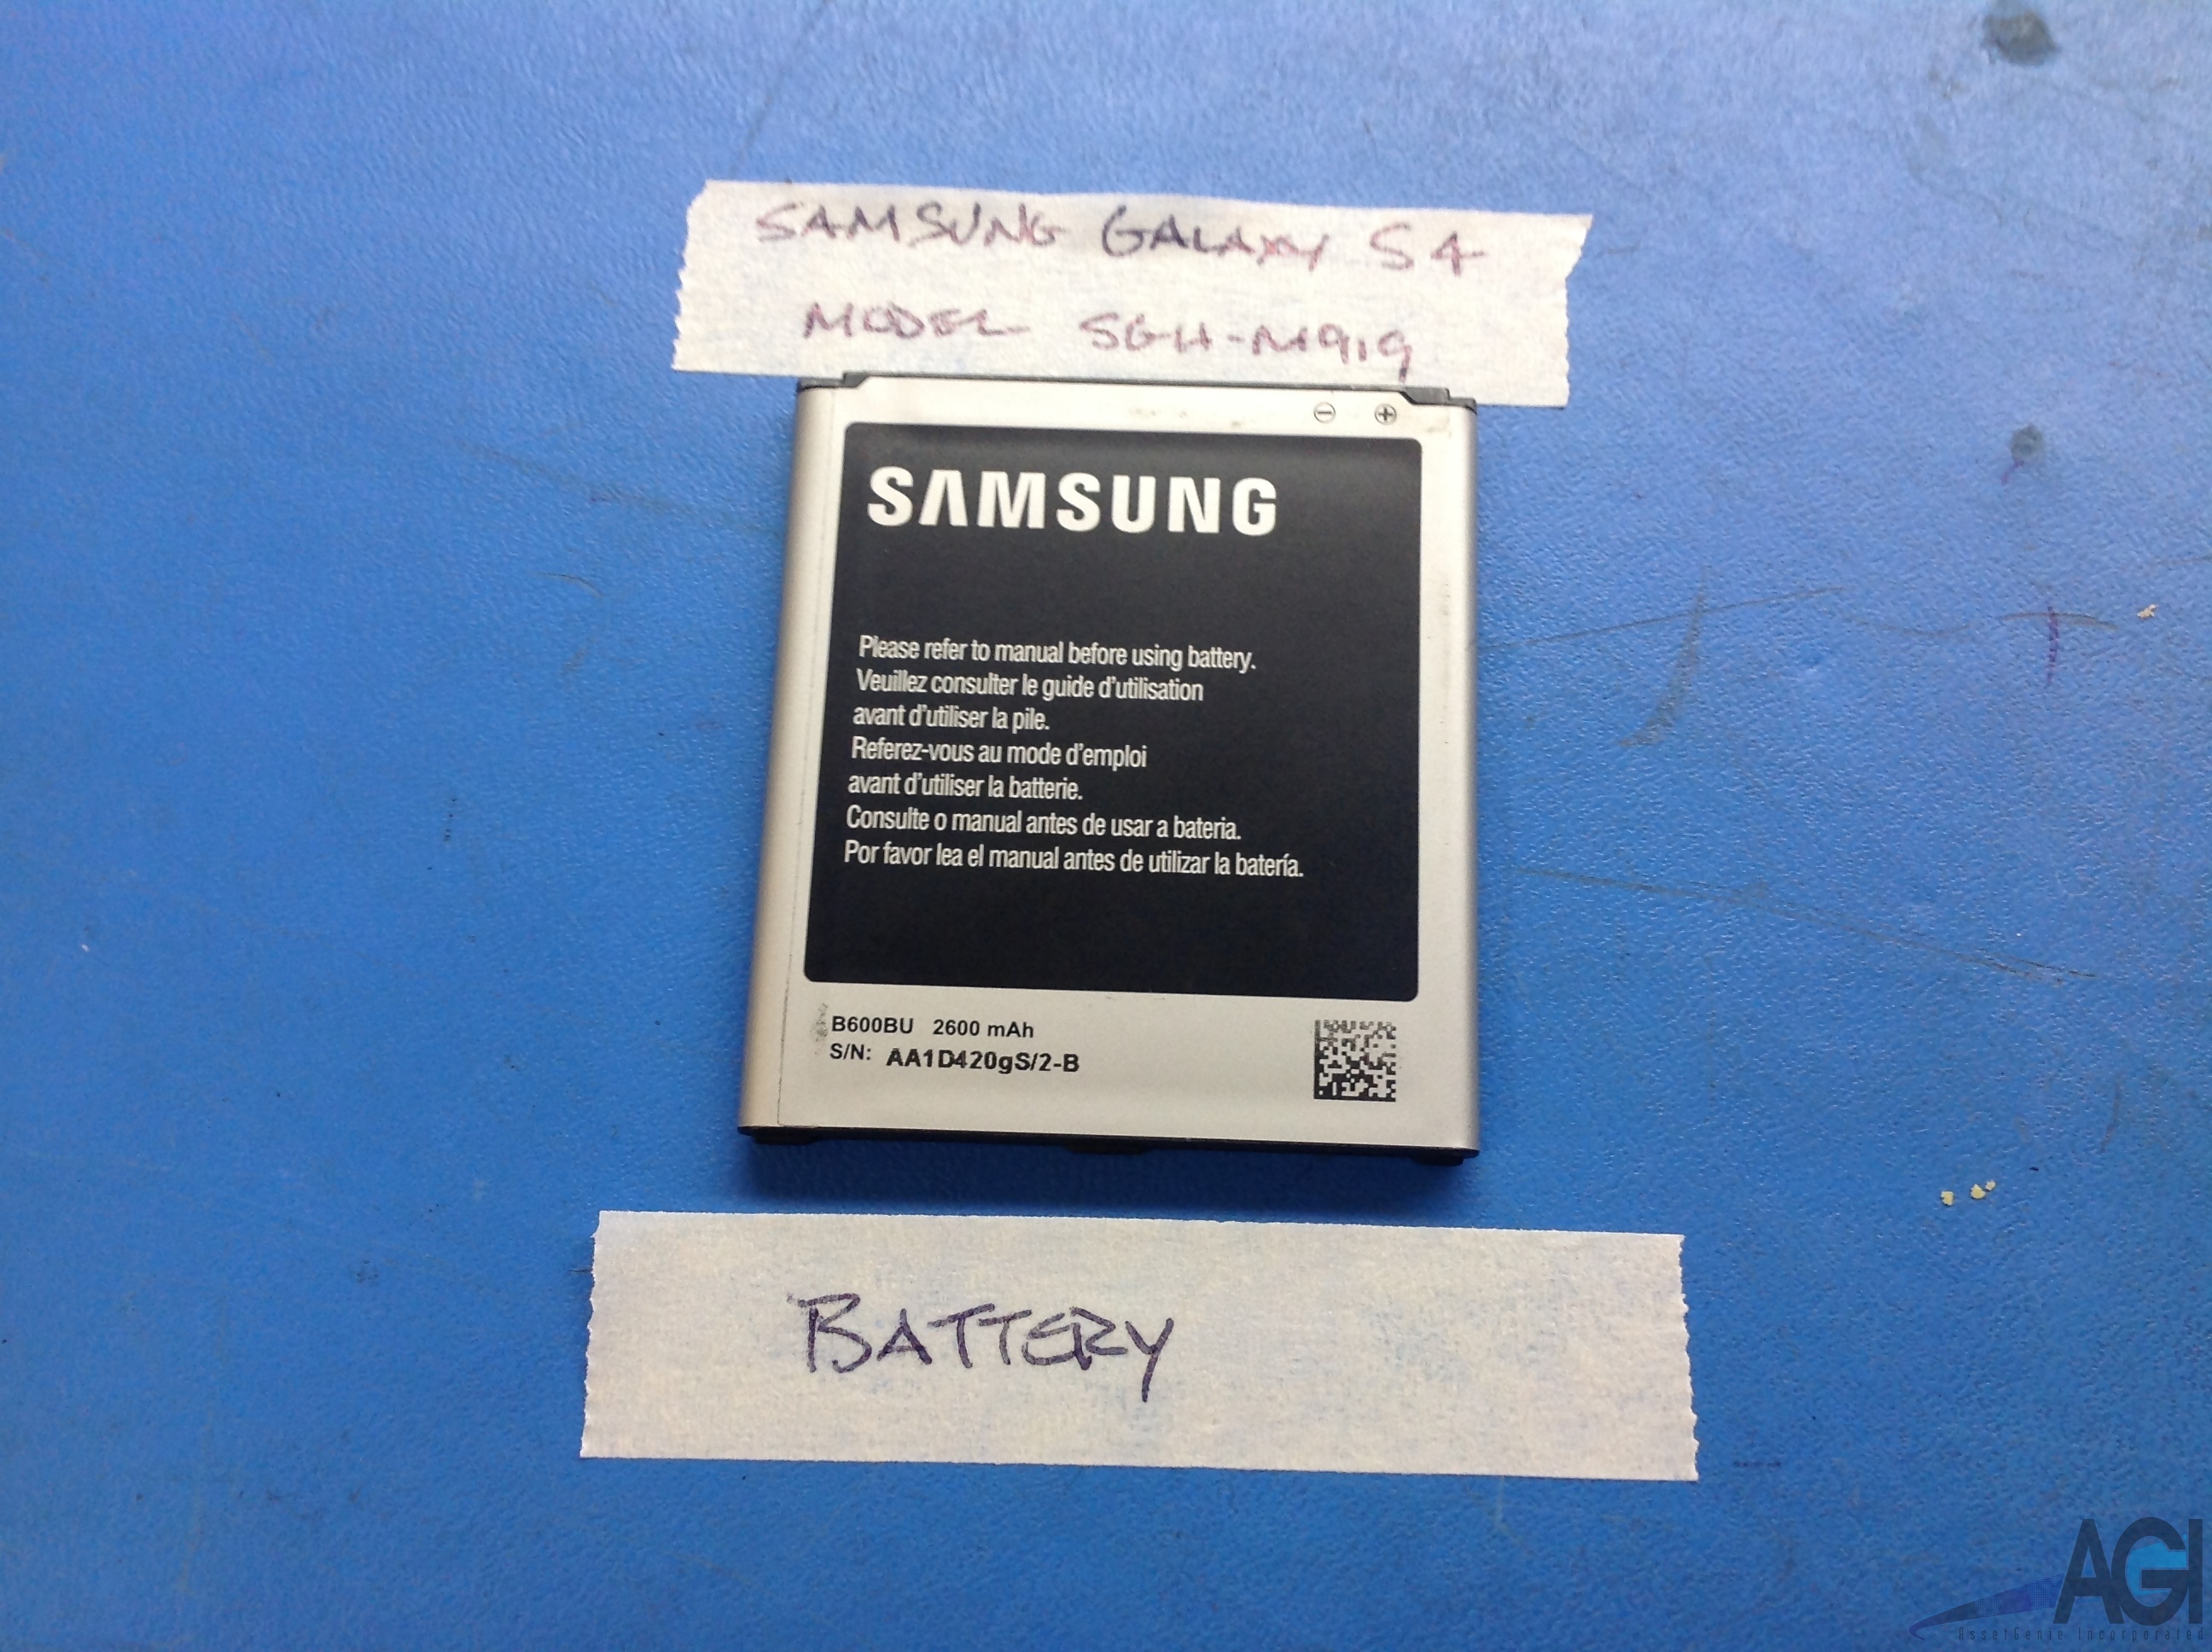 SAMSUNG GALAXY S4
MODEL SGH-M919
SAMSUNG
Please refer to manual before using battery.
Veuillez consulter le guide d'utilisation
avant d'utiliser la pile.
Referez-vous au mode d'emploi
avant d'utiliser la batterie.
Consulte o manual antes de usar a bateria.
Por favor lea el manual antes de utilizar la batería.
B600BU 2600 mAh
S/N: AA1D420gS/2-B
BATTERY
AGI
AssetGenie Incorporated